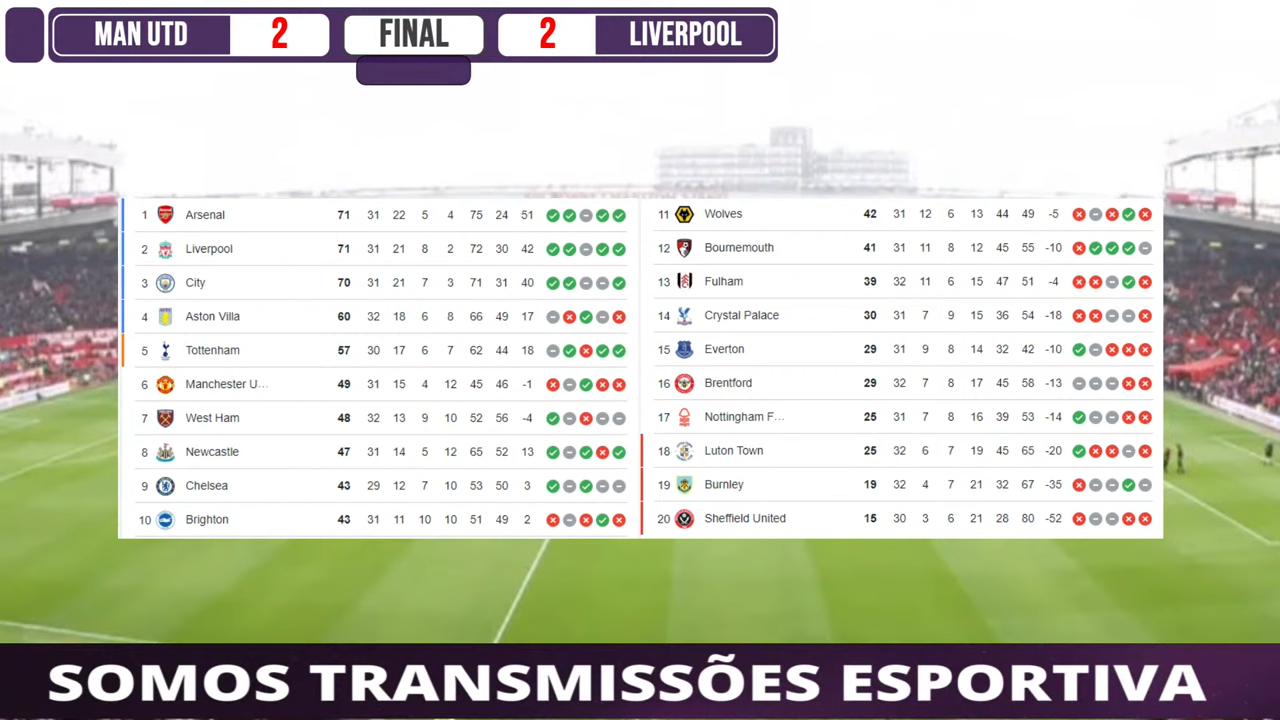 MAN UTD 2 FINAL 2 LIVERPOOL
1 Arsenal 71 31 22 5 4 75 24 51
2 Liverpool 71 31 21 8 2 72 30 42
3 City 70 31 21 7 3 71 31 40
4 Aston Villa 60 32 18 6 8 66 49 17
5 Tottenham 57 30 17 6 7 62 44 18
6 Manchester U... 49 31 15 4 12 45 46 -1
7 West Ham 48 32 13 9 10 52 56 -4
8 Newcastle 47 31 14 5 12 65 52 13
9 Chelsea 43 29 12 7 10 53 50 3
10 Brighton 43 31 11 10 10 51 49 2
11 Wolves 42 31 12 6 13 44 49 -5
12 Bournemouth 41 31 11 8 12 45 55 -10
13 Fulham 39 32 11 6 15 47 51 -4
14 Crystal Palace 30 31 7 9 15 36 54 -18
15 Everton 29 31 9 8 14 32 42 -10
16 Brentford 29 32 7 8 17 45 58 -13
17 Nottingham F... 25 31 7 8 16 39 53 -14
18 Luton Town 25 32 6 7 19 45 65 -20
19 Burnley 19 32 4 7 21 32 67 -35
20 Sheffield United 15 30 3 6 21 28 80 -52
SOMOS TRANSMISSÕES ESPORTIVA